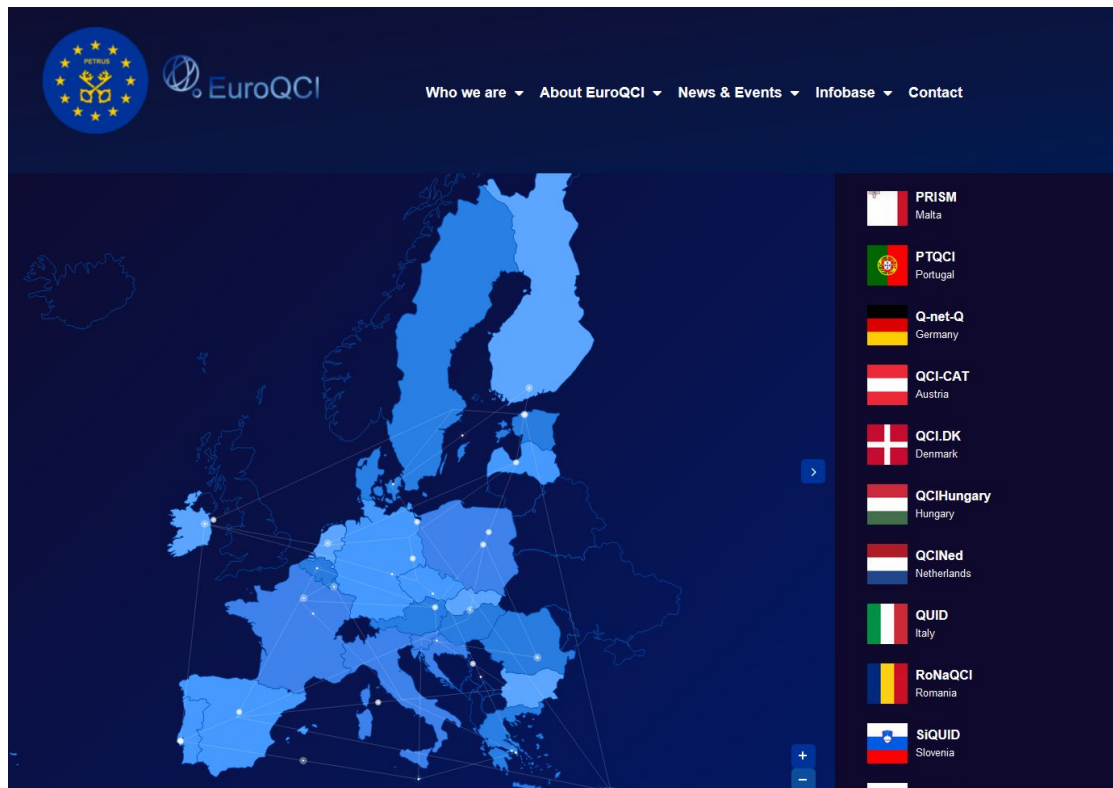 PETRUS
EuroQCI
Who we are About EuroQCI News & Events Infobase Contact
PRISM
Malta
PTQCI
Portugal
Q-net-Q
Germany
QCI-CAT
Austria
QCI.DK
Denmark
QCIHungary
Hungary
QCINed
Netherlands
QUID
Italy
RoNaQCI
Romania
SiQUID
Slovenia
+
−